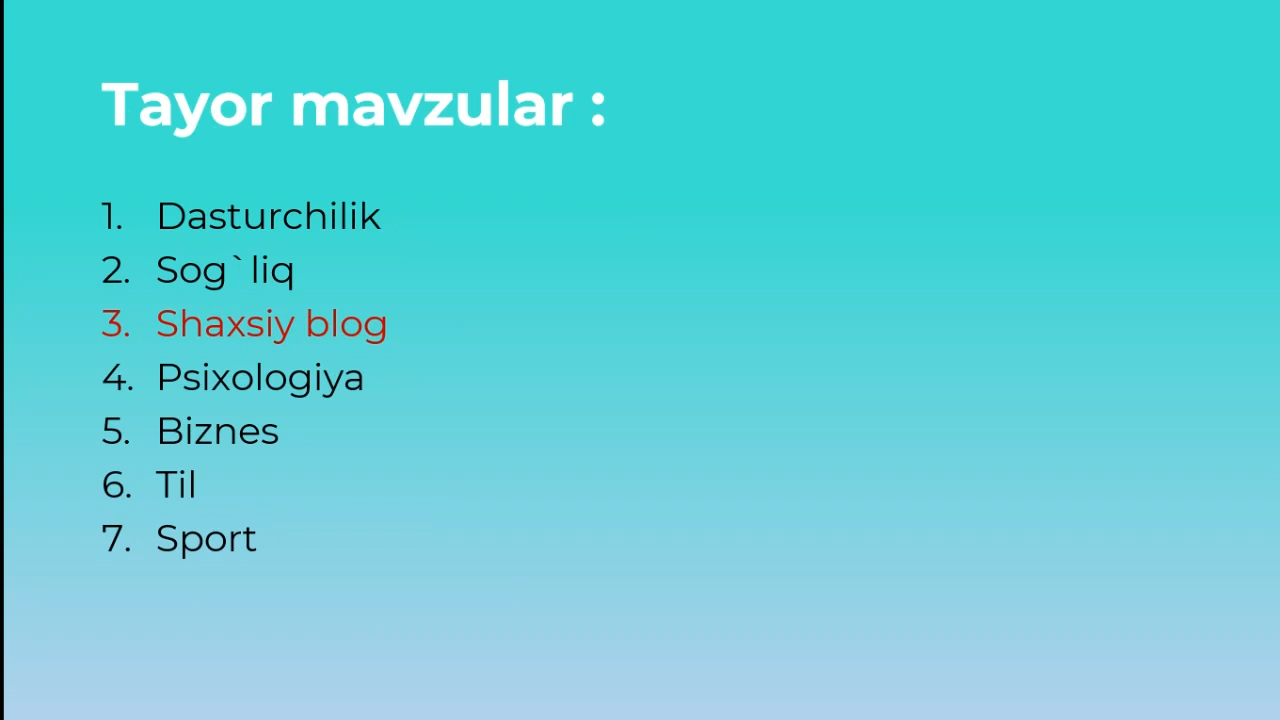 Tayor mavzular :
1. Dasturchilik
2. Sog`liq
3. Shaxsiy blog
4. Psixologiya
5. Biznes
6. Til
7. Sport